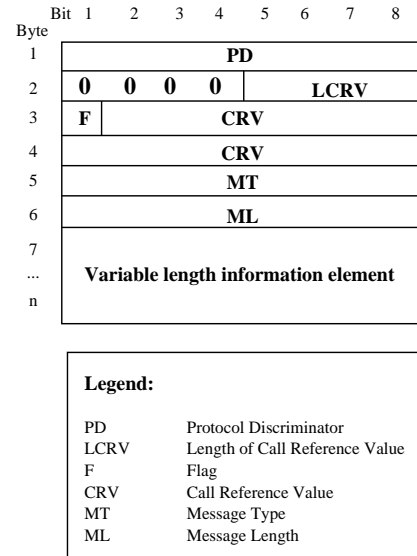 Bit 1 2 3 4 5 6 7 8
Byte
1 PD
2 0 0 0 0 LCRV
3 F CRV
4 CRV
5 MT
6 ML
7
... Variable length information element
n
Legend:
PD Protocol Discriminator
LCRV Length of Call Reference Value
F Flag
CRV Call Reference Value
MT Message Type
ML Message Length